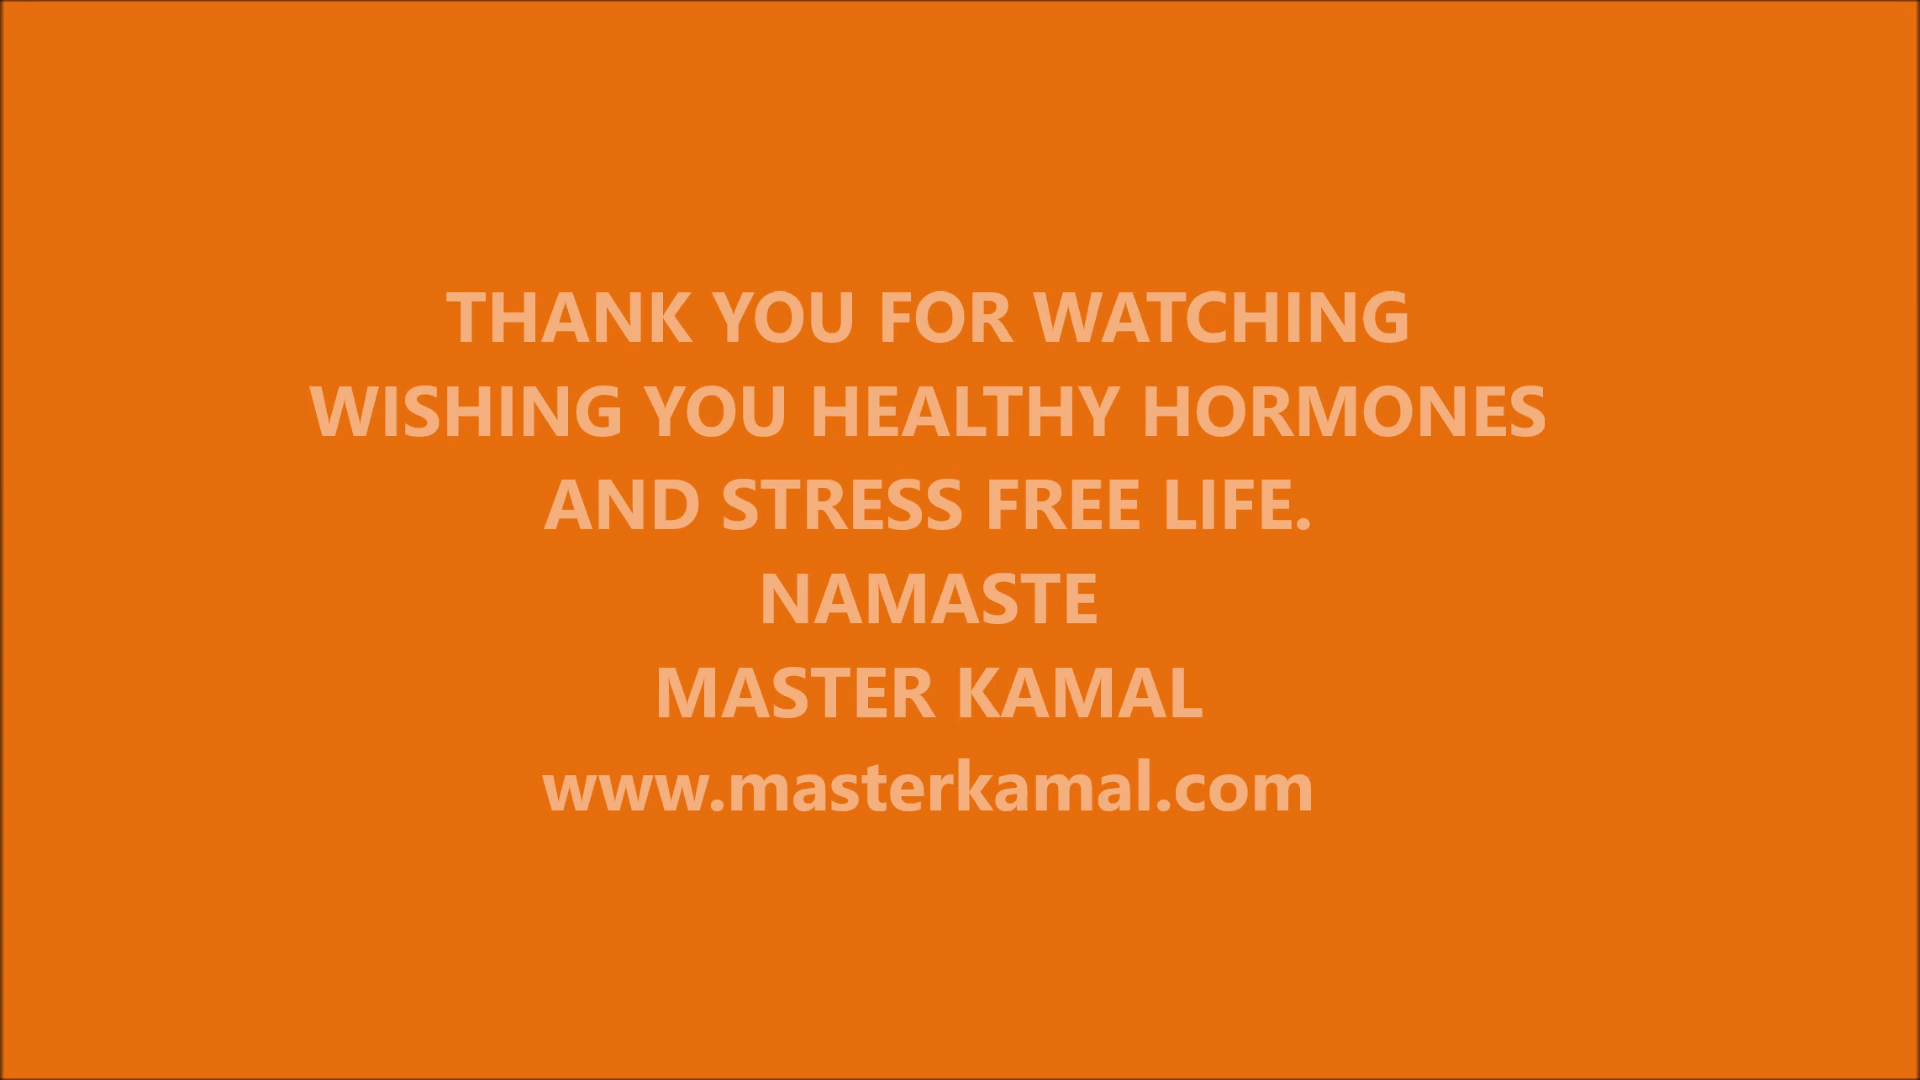 THANK YOU FOR WATCHING
WISHING YOU HEALTHY HORMONES
AND STRESS FREE LIFE.
NAMASTE
MASTER KAMAL
www.masterkamal.com